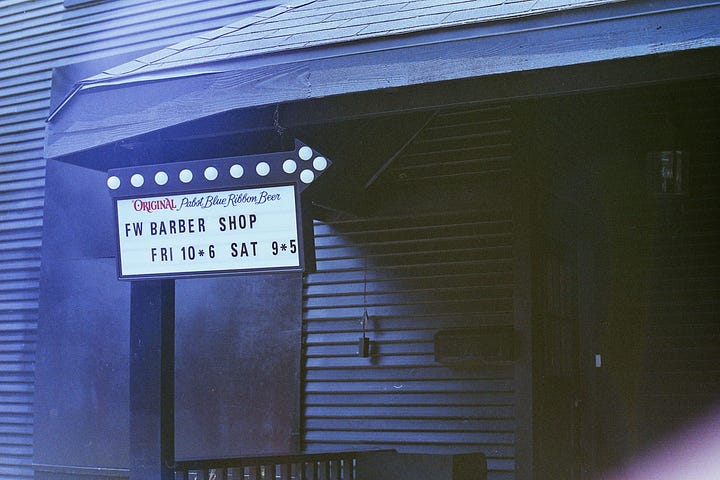 ORIGINAL Pabst Blue Ribbon Beer
FW BARBER SHOP
FRI 10*6 SAT 9*5